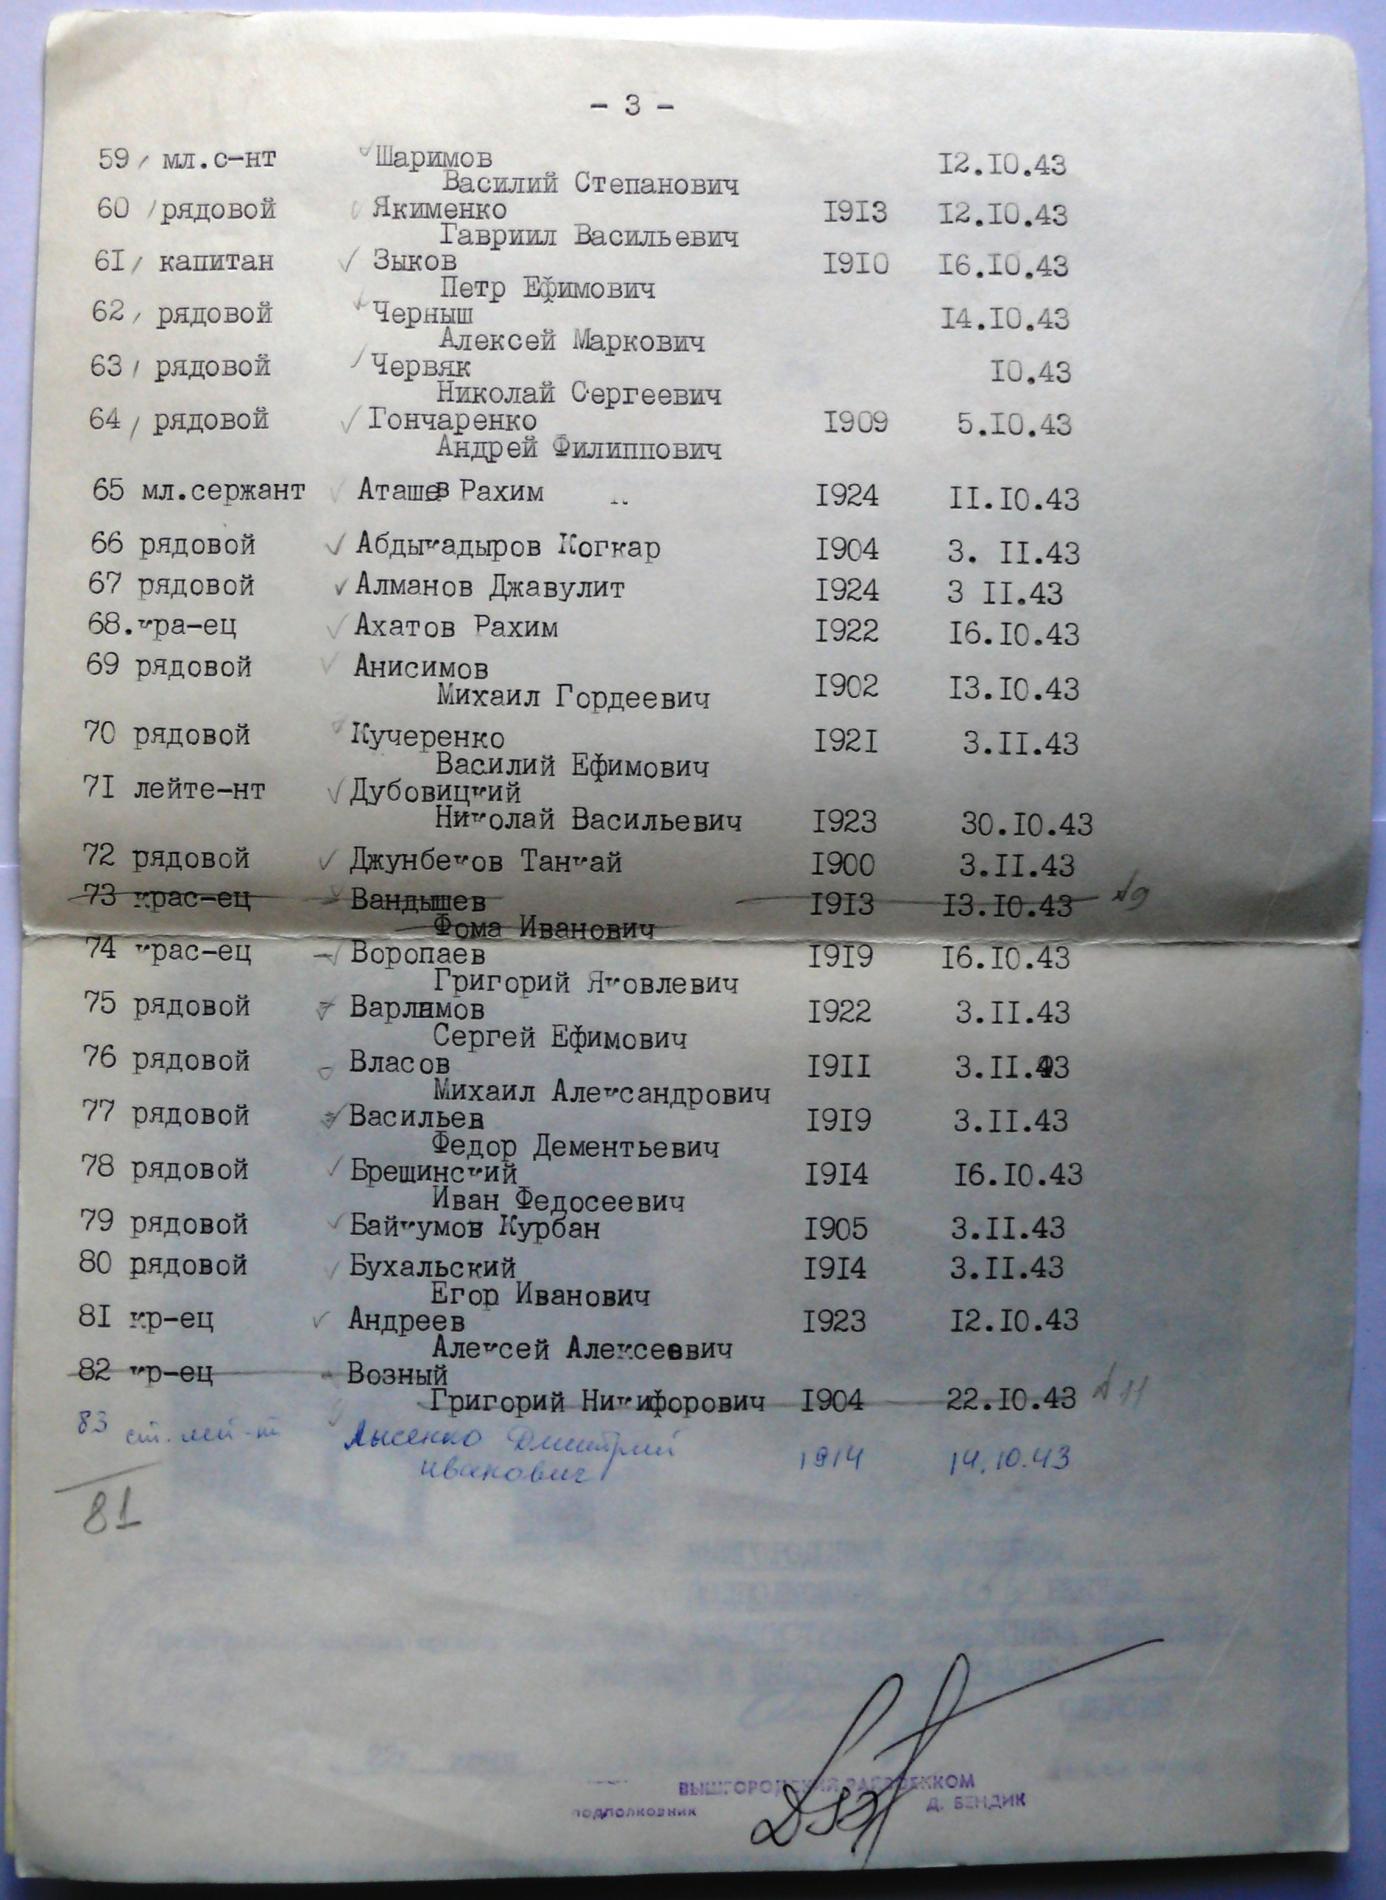 - 3 -
59 мл.с-нт Шаримов 12.10.43
Василий Степанович
60 рядовой Якименко 1913 12.10.43
Гавриил Васильевич
61 капитан Зыков 1910 16.10.43
Петр Ефимович
62 рядовой Черныш 14.10.43
Алексей Маркович
63 рядовой Червяк 10.43
Николай Сергеевич
64 рядовой Гончаренко 1909 5.10.43
Андрей Филиппович
65 мл.сержант Аташев Рахим 1924 11.10.43
66 рядовой Абдыкадыров Когкар 1904 3. 11.43
67 рядовой Алманов Джавулит 1924 3 11.43
68.кра-ец Ахатов Рахим 1922 16.10.43
69 рядовой Анисимов
Михаил Гордеевич 1902 13.10.43
70 рядовой Кучеренко 1921 3.11.43
Василий Ефимович
71 лейте-нт Дубовицкий
Николай Васильевич 1923 30.10.43
72 рядовой Джунбеков Танкай 1900 3.11.43
73 крас-ец Вандышев 1913 13.10.43 №9
Фома Иванович
74 крас-ец Воропаев 1919 16.10.43
Григорий Яковлевич
75 рядовой Варламов 1922 3.11.43
Сергей Ефимович
76 рядовой Власов 1911 3.11.43
Михаил Александрович
77 рядовой Васильев 1919 3.11.43
Федор Дементьевич
78 рядовой Брещинский 1914 16.10.43
Иван Федосеевич
79 рядовой Байкумов Курбан 1905 3.11.43
80 рядовой Бухальский 1914 3.11.43
Егор Иванович
81 кр-ец Андреев 1923 12.10.43
Алексей Алексеевич
82 кр-ец Возный
Григорий Никифорович 1904 22.10.43 №11
83 ст. лей-т Лысенко Дмитрий
Иванович 1914 14.10.43
81
ВЫШГОРОДСКИЙ РАЙВОЕНКОМ
ПОДПОЛКОВНИК Д. БЕНДИК